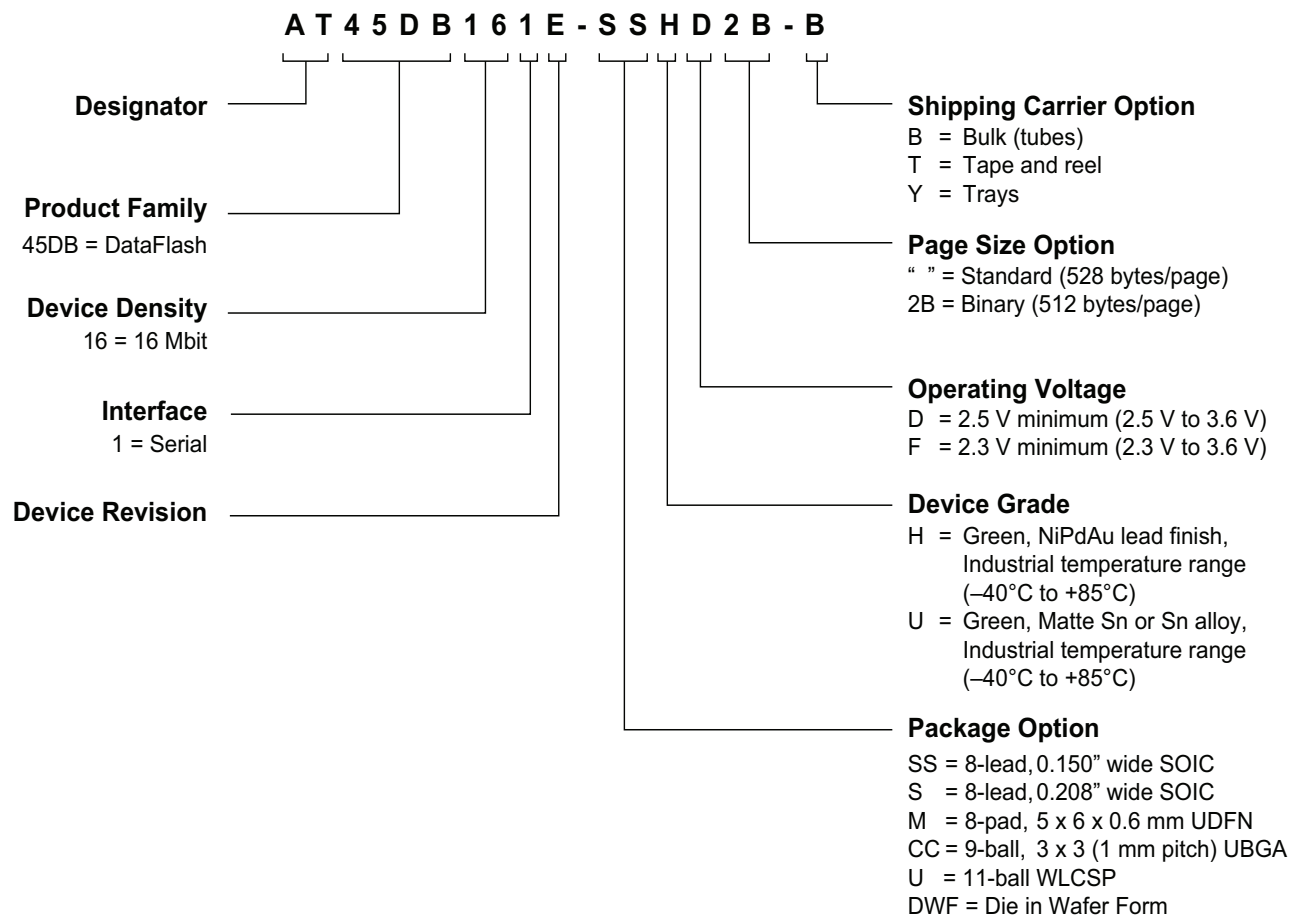 AT45DB161E-SSHD2B-B
Designator
Product Family
45DB = DataFlash
Device Density
16 = 16 Mbit
Interface
1 = Serial
Device Revision
Shipping Carrier Option
B = Bulk (tubes)
T = Tape and reel
Y = Trays
Page Size Option
“ ” = Standard (528 bytes/page)
2B = Binary (512 bytes/page)
Operating Voltage
D = 2.5 V minimum (2.5 V to 3.6 V)
F = 2.3 V minimum (2.3 V to 3.6 V)
Device Grade
H = Green, NiPdAu lead finish,
Industrial temperature range
(–40°C to +85°C)
U = Green, Matte Sn or Sn alloy,
Industrial temperature range
(–40°C to +85°C)
Package Option
SS = 8-lead, 0.150” wide SOIC
S = 8-lead, 0.208” wide SOIC
M = 8-pad, 5 x 6 x 0.6 mm UDFN
CC = 9-ball, 3 x 3 (1 mm pitch) UBGA
U = 11-ball WLCSP
DWF = Die in Wafer Form